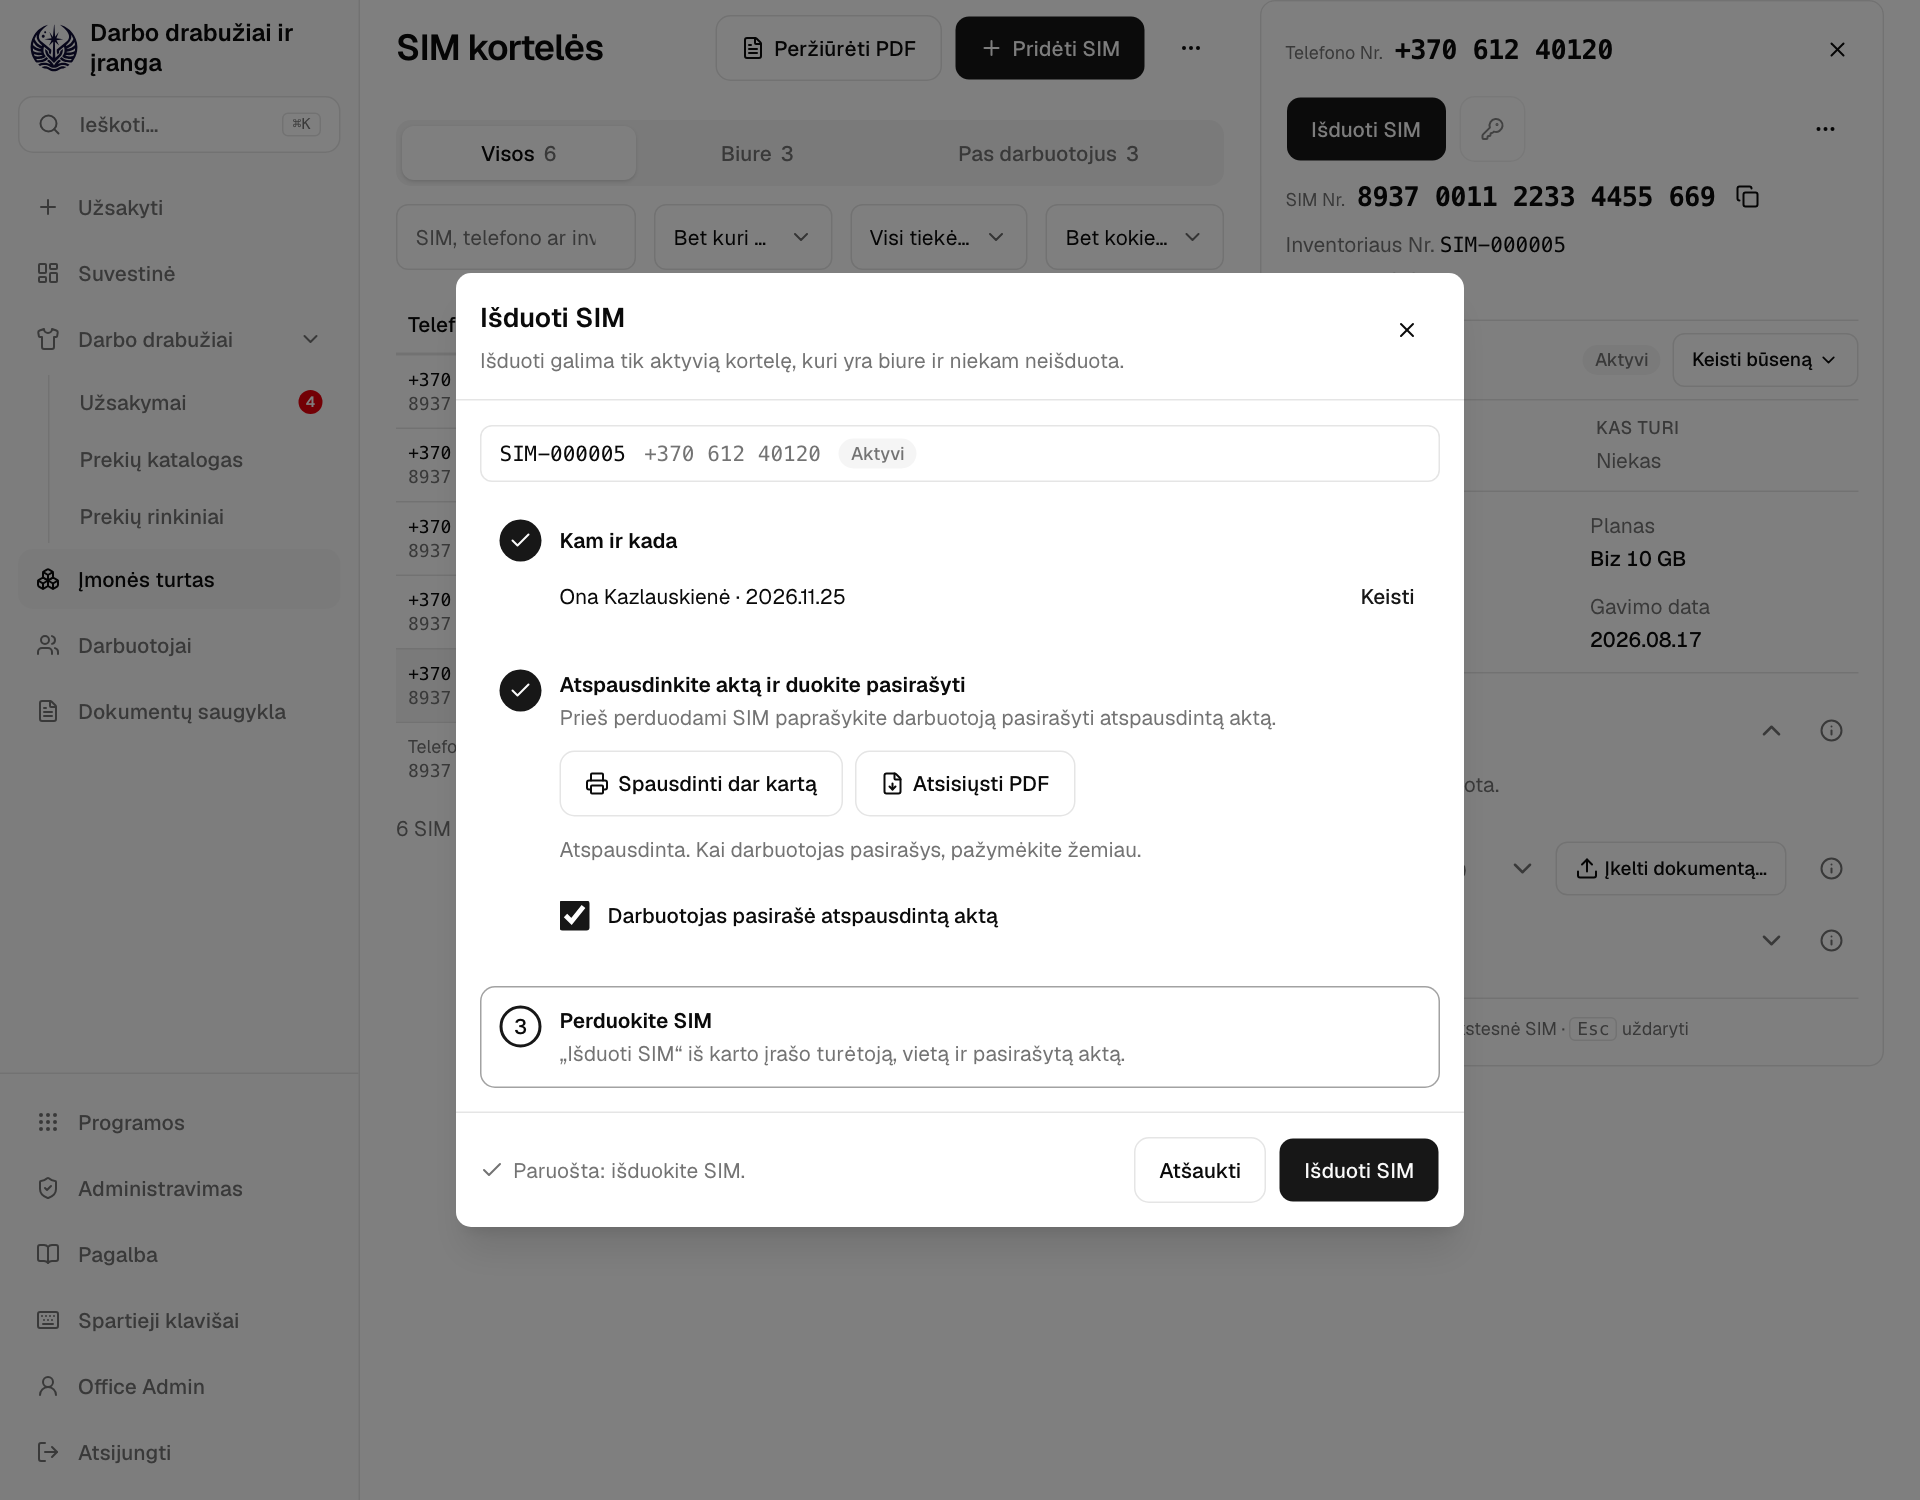 Darbo drabužiai ir
įranga
Ieškoti...
⌘K
Užsakyti
Suvestinė
Darbo drabužiai
Užsakymai
4
Prekių katalogas
Prekių rinkiniai
Įmonės turtas
Darbuotojai
Dokumentų saugykla
Programos
Administravimas
Pagalba
Spartieji klavišai
Office Admin
Atsijungti
SIM kortelės
Peržiūrėti PDF
Pridėti SIM
Visos 6
Biure 3
Pas darbuotojus 3
SIM, telefono ar inv
Bet kuri ...
Visi tiekė...
Bet kokie...
Telef
+370
8937
+370
8937
+370
8937
+370
8937
+370
8937
Telefo
8937
6 SIM
Telefono Nr. +370 612 40120
Išduoti SIM
SIM Nr. 8937 0011 2233 4455 669
Inventoriaus Nr. SIM-000005
Aktyvi
Keisti būseną
KAS TURI
Niekas
Planas
Biz 10 GB
Gavimo data
2026.08.17
ota.
Įkelti dokumentą...
stesnė SIM · Esc uždaryti
Išduoti SIM
Išduoti galima tik aktyvią kortelę, kuri yra biure ir niekam neišduota.
SIM-000005 +370 612 40120 Aktyvi
Kam ir kada
Ona Kazlauskienė · 2026.11.25
Keisti
Atspausdinkite aktą ir duokite pasirašyti
Prieš perduodami SIM paprašykite darbuotoją pasirašyti atspausdintą aktą.
Spausdinti dar kartą
Atsisiųsti PDF
Atspausdinta. Kai darbuotojas pasirašys, pažymėkite žemiau.
Darbuotojas pasirašė atspausdintą aktą
3
Perduokite SIM
„Išduoti SIM“ iš karto įrašo turėtoją, vietą ir pasirašytą aktą.
Paruošta: išduokite SIM.
Atšaukti
Išduoti SIM